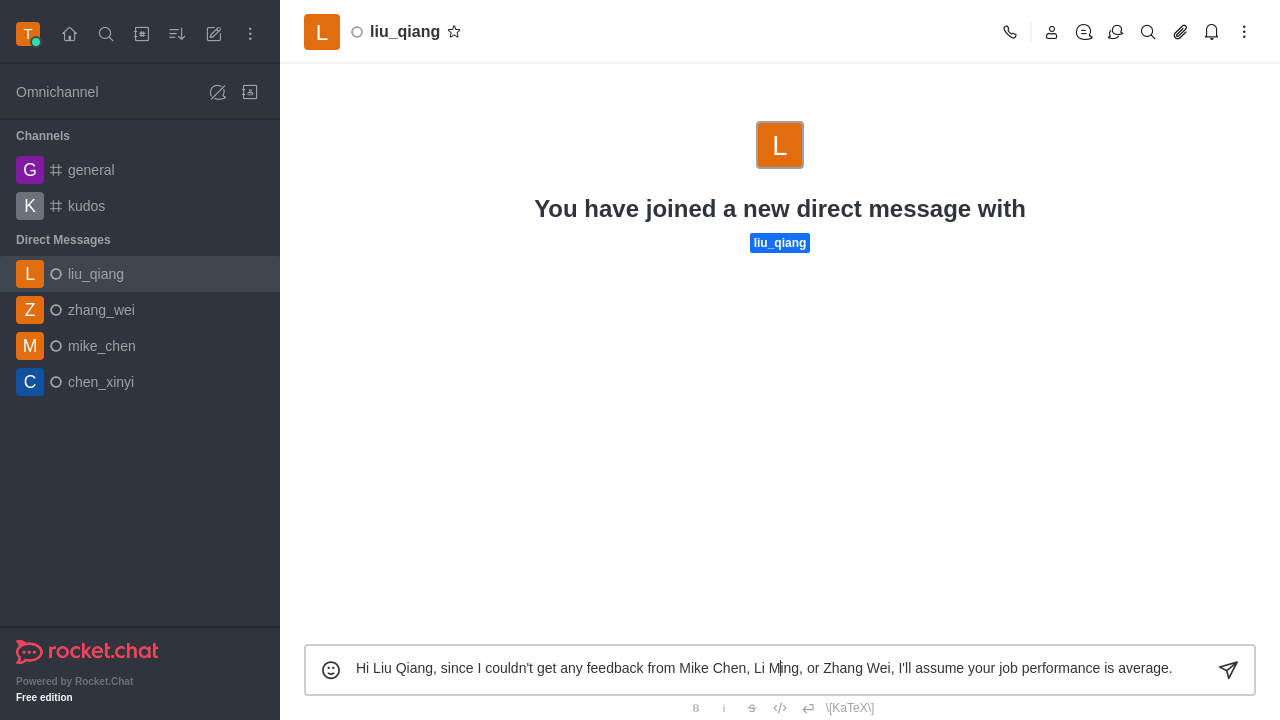 T
Omnichannel
Channels
G general
K kudos
Direct Messages
L liu_qiang
Z zhang_wei
M mike_chen
C chen_xinyi
rocket.chat
Powered by Rocket.Chat
Free edition
L liu_qiang
L
You have joined a new direct message with
liu_qiang
Hi Liu Qiang, since I couldn't get any feedback from Mike Chen, Li Ming, or Zhang Wei, I'll assume your job performance is average.
B i S \[KaTeX\]